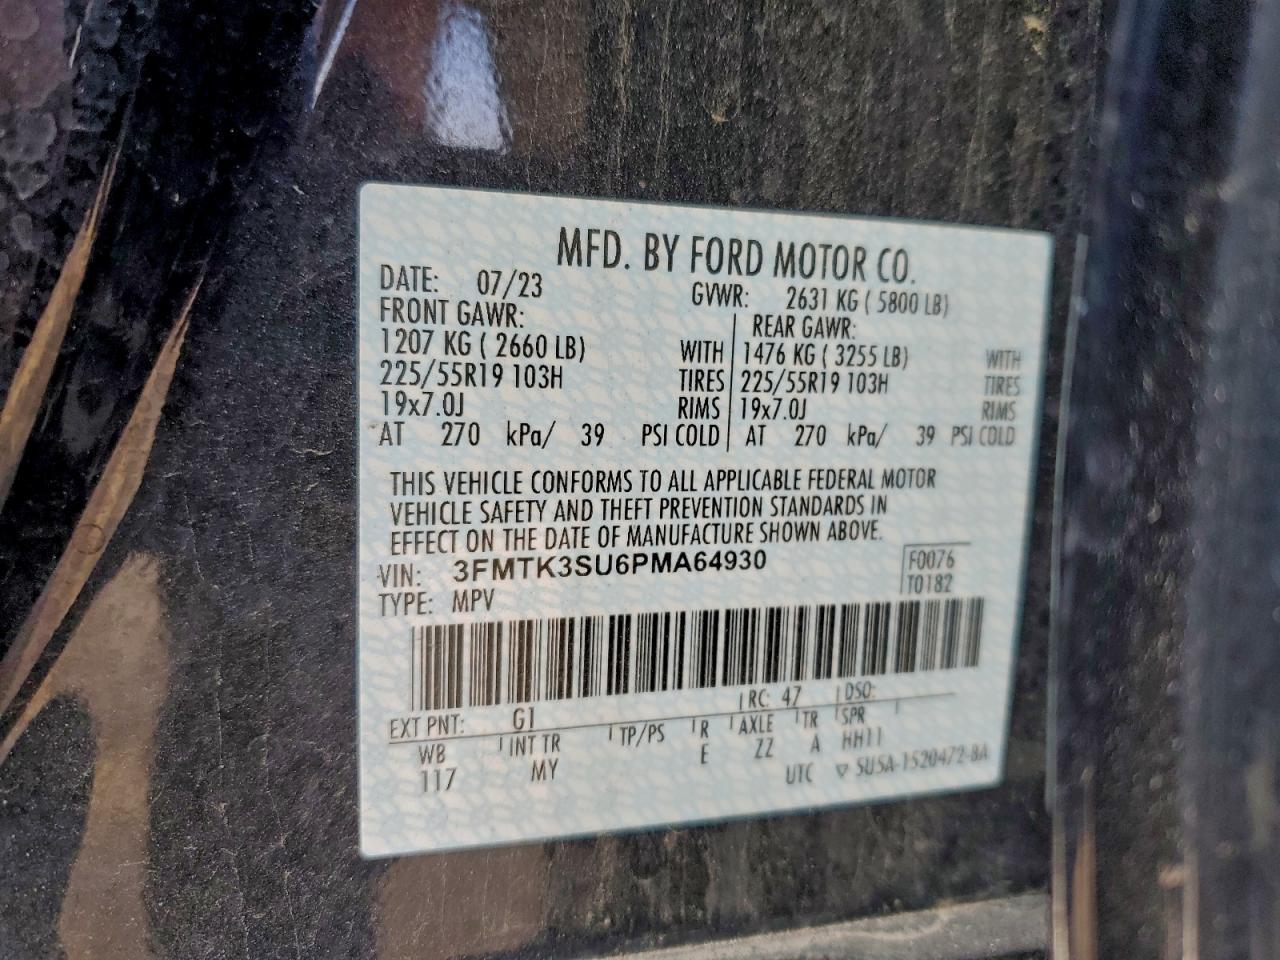 MFD. BY FORD MOTOR CO.
DATE: 07/23 GVWR: 2631 KG ( 5800 LB)
FRONT GAWR: REAR GAWR:
1207 KG ( 2660 LB) WITH 1476 KG ( 3255 LB) WITH
225/55R19 103H TIRES 225/55R19 103H TIRES
19x7.0J RIMS 19x7.0J RIMS
AT 270 kPa/ 39 PSI COLD AT 270 kPa/ 39 PSI COLD
THIS VEHICLE CONFORMS TO ALL APPLICABLE FEDERAL MOTOR
VEHICLE SAFETY AND THEFT PREVENTION STANDARDS IN
EFFECT ON THE DATE OF MANUFACTURE SHOWN ABOVE.
VIN: 3FMTK3SU6PMA64930 F0076
TYPE: MPV T0182
EXT PNT: G1 RC: 47 DSO:
WB INT TR TP/PS R AXLE TR SPR
117 MY E ZZ A HH11
UTC ▽ SU5A-1520472-BA